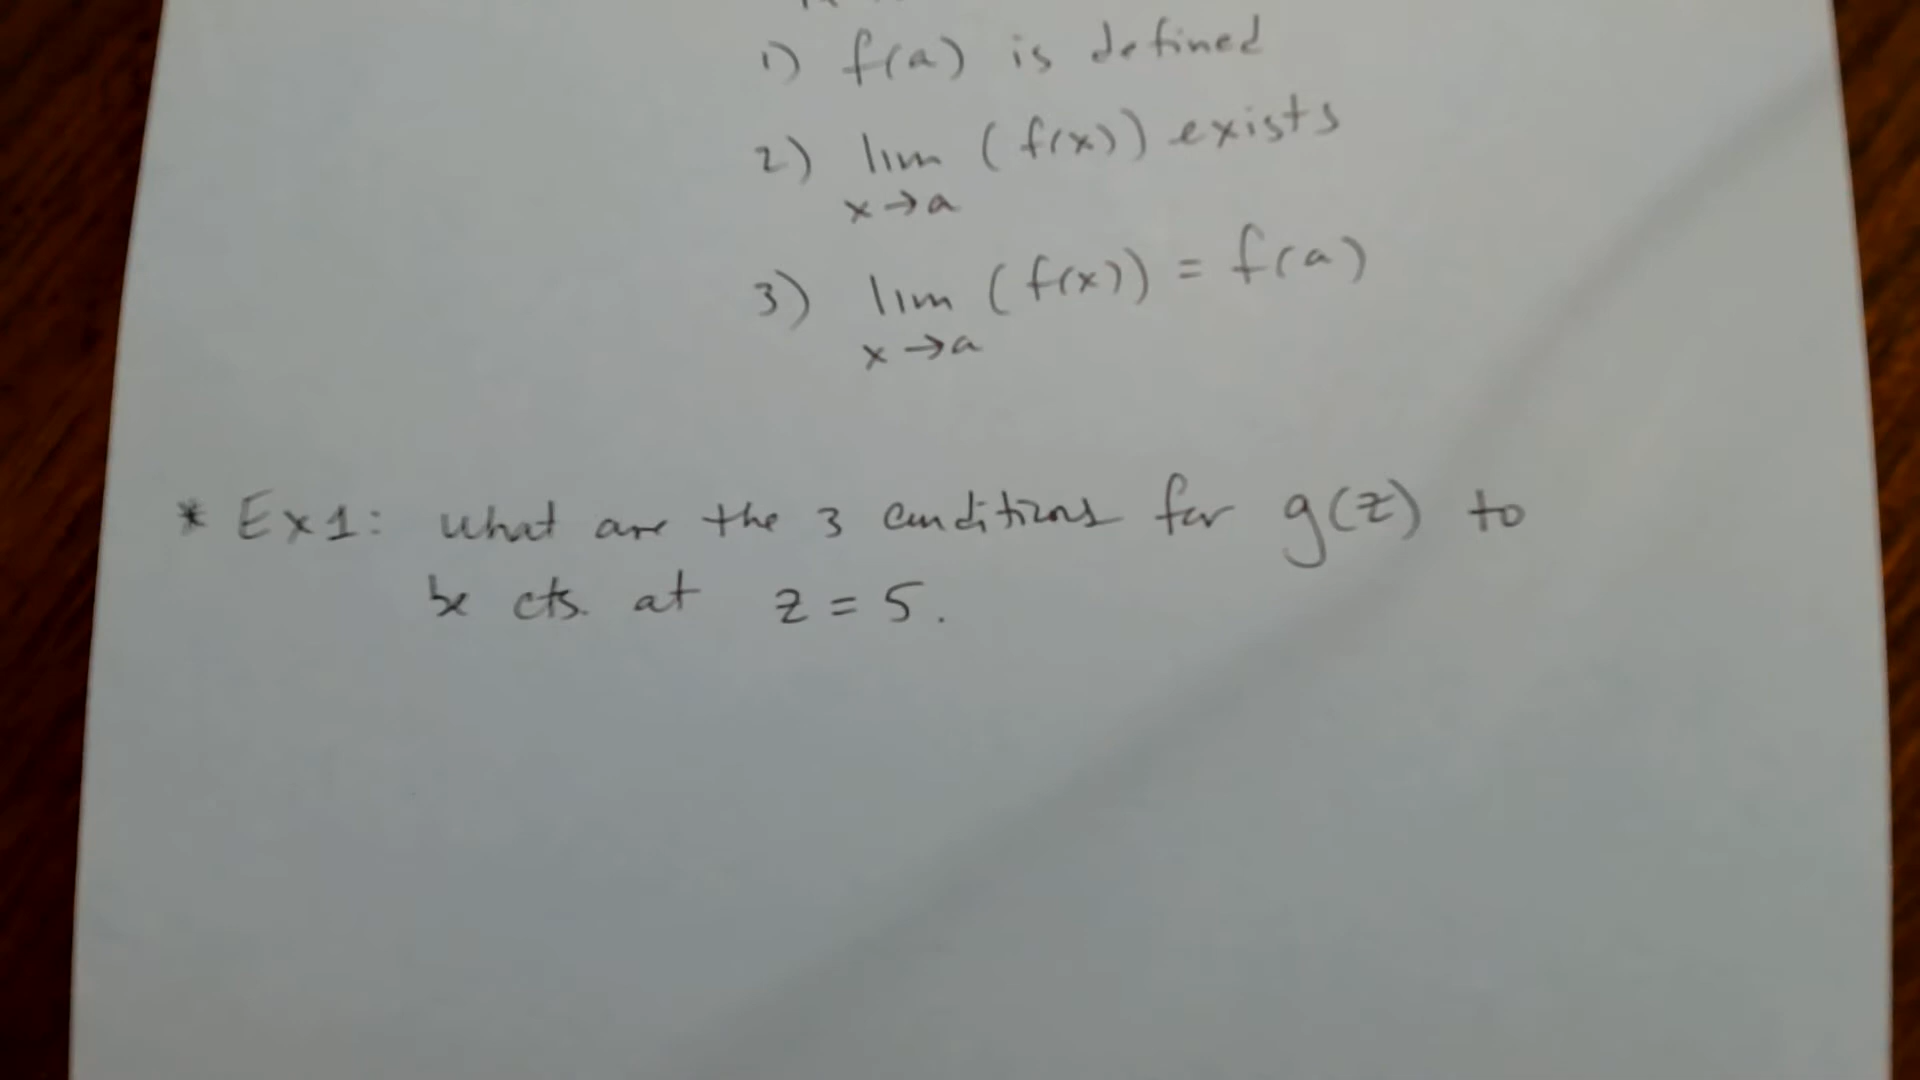 1) f(a) is defined
2) lim (f(x)) exists
x→a
3) lim (f(x)) = f(a)
x→a
* Ex1: what are the 3 conditions for g(z) to
be cts. at z = 5.